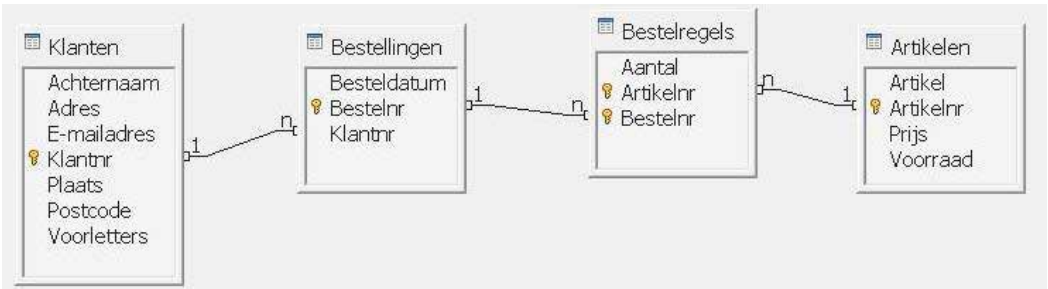 Klanten
Achternaam
Adres
E-mailadres
Klantnr
Plaats
Postcode
Voorletters
1
n
Bestellingen
Besteldatum
Bestelnr
Klantnr
1
n
Bestelregels
Aantal
Artikelnr
Bestelnr
n
1
Artikelen
Artikel
Artikelnr
Prijs
Voorraad